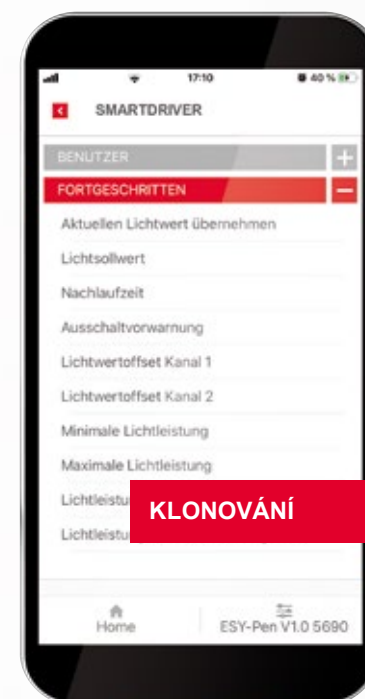 17:10 40 %
SMARTDRIVER
BENUTZER
FORTGESCHRITTEN
Aktuellen Lichtwert übernehmen
Lichtsollwert
Nachlaufzeit
Ausschaltvorwarnung
Lichtwertoffset Kanal 1
Lichtwertoffset Kanal 2
Minimale Lichtleistung
Maximale Lichtleistung
KLONOVÁNÍ
Home
ESY-Pen V1.0 5690